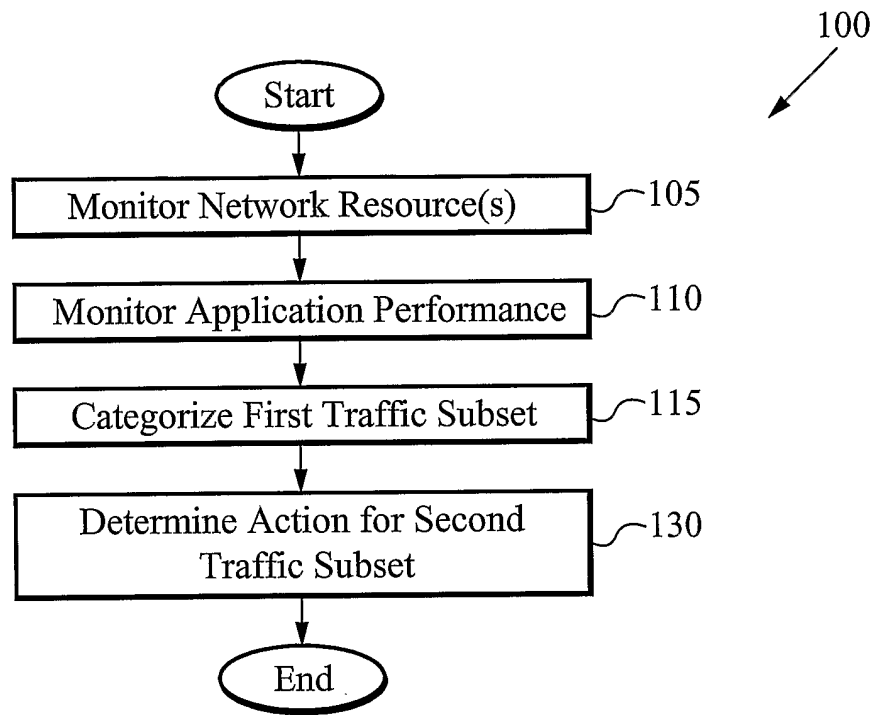 100
Start
Monitor Network Resource(s)
105
Monitor Application Performance
110
Categorize First Traffic Subset
115
Determine Action for Second
Traffic Subset
130
End